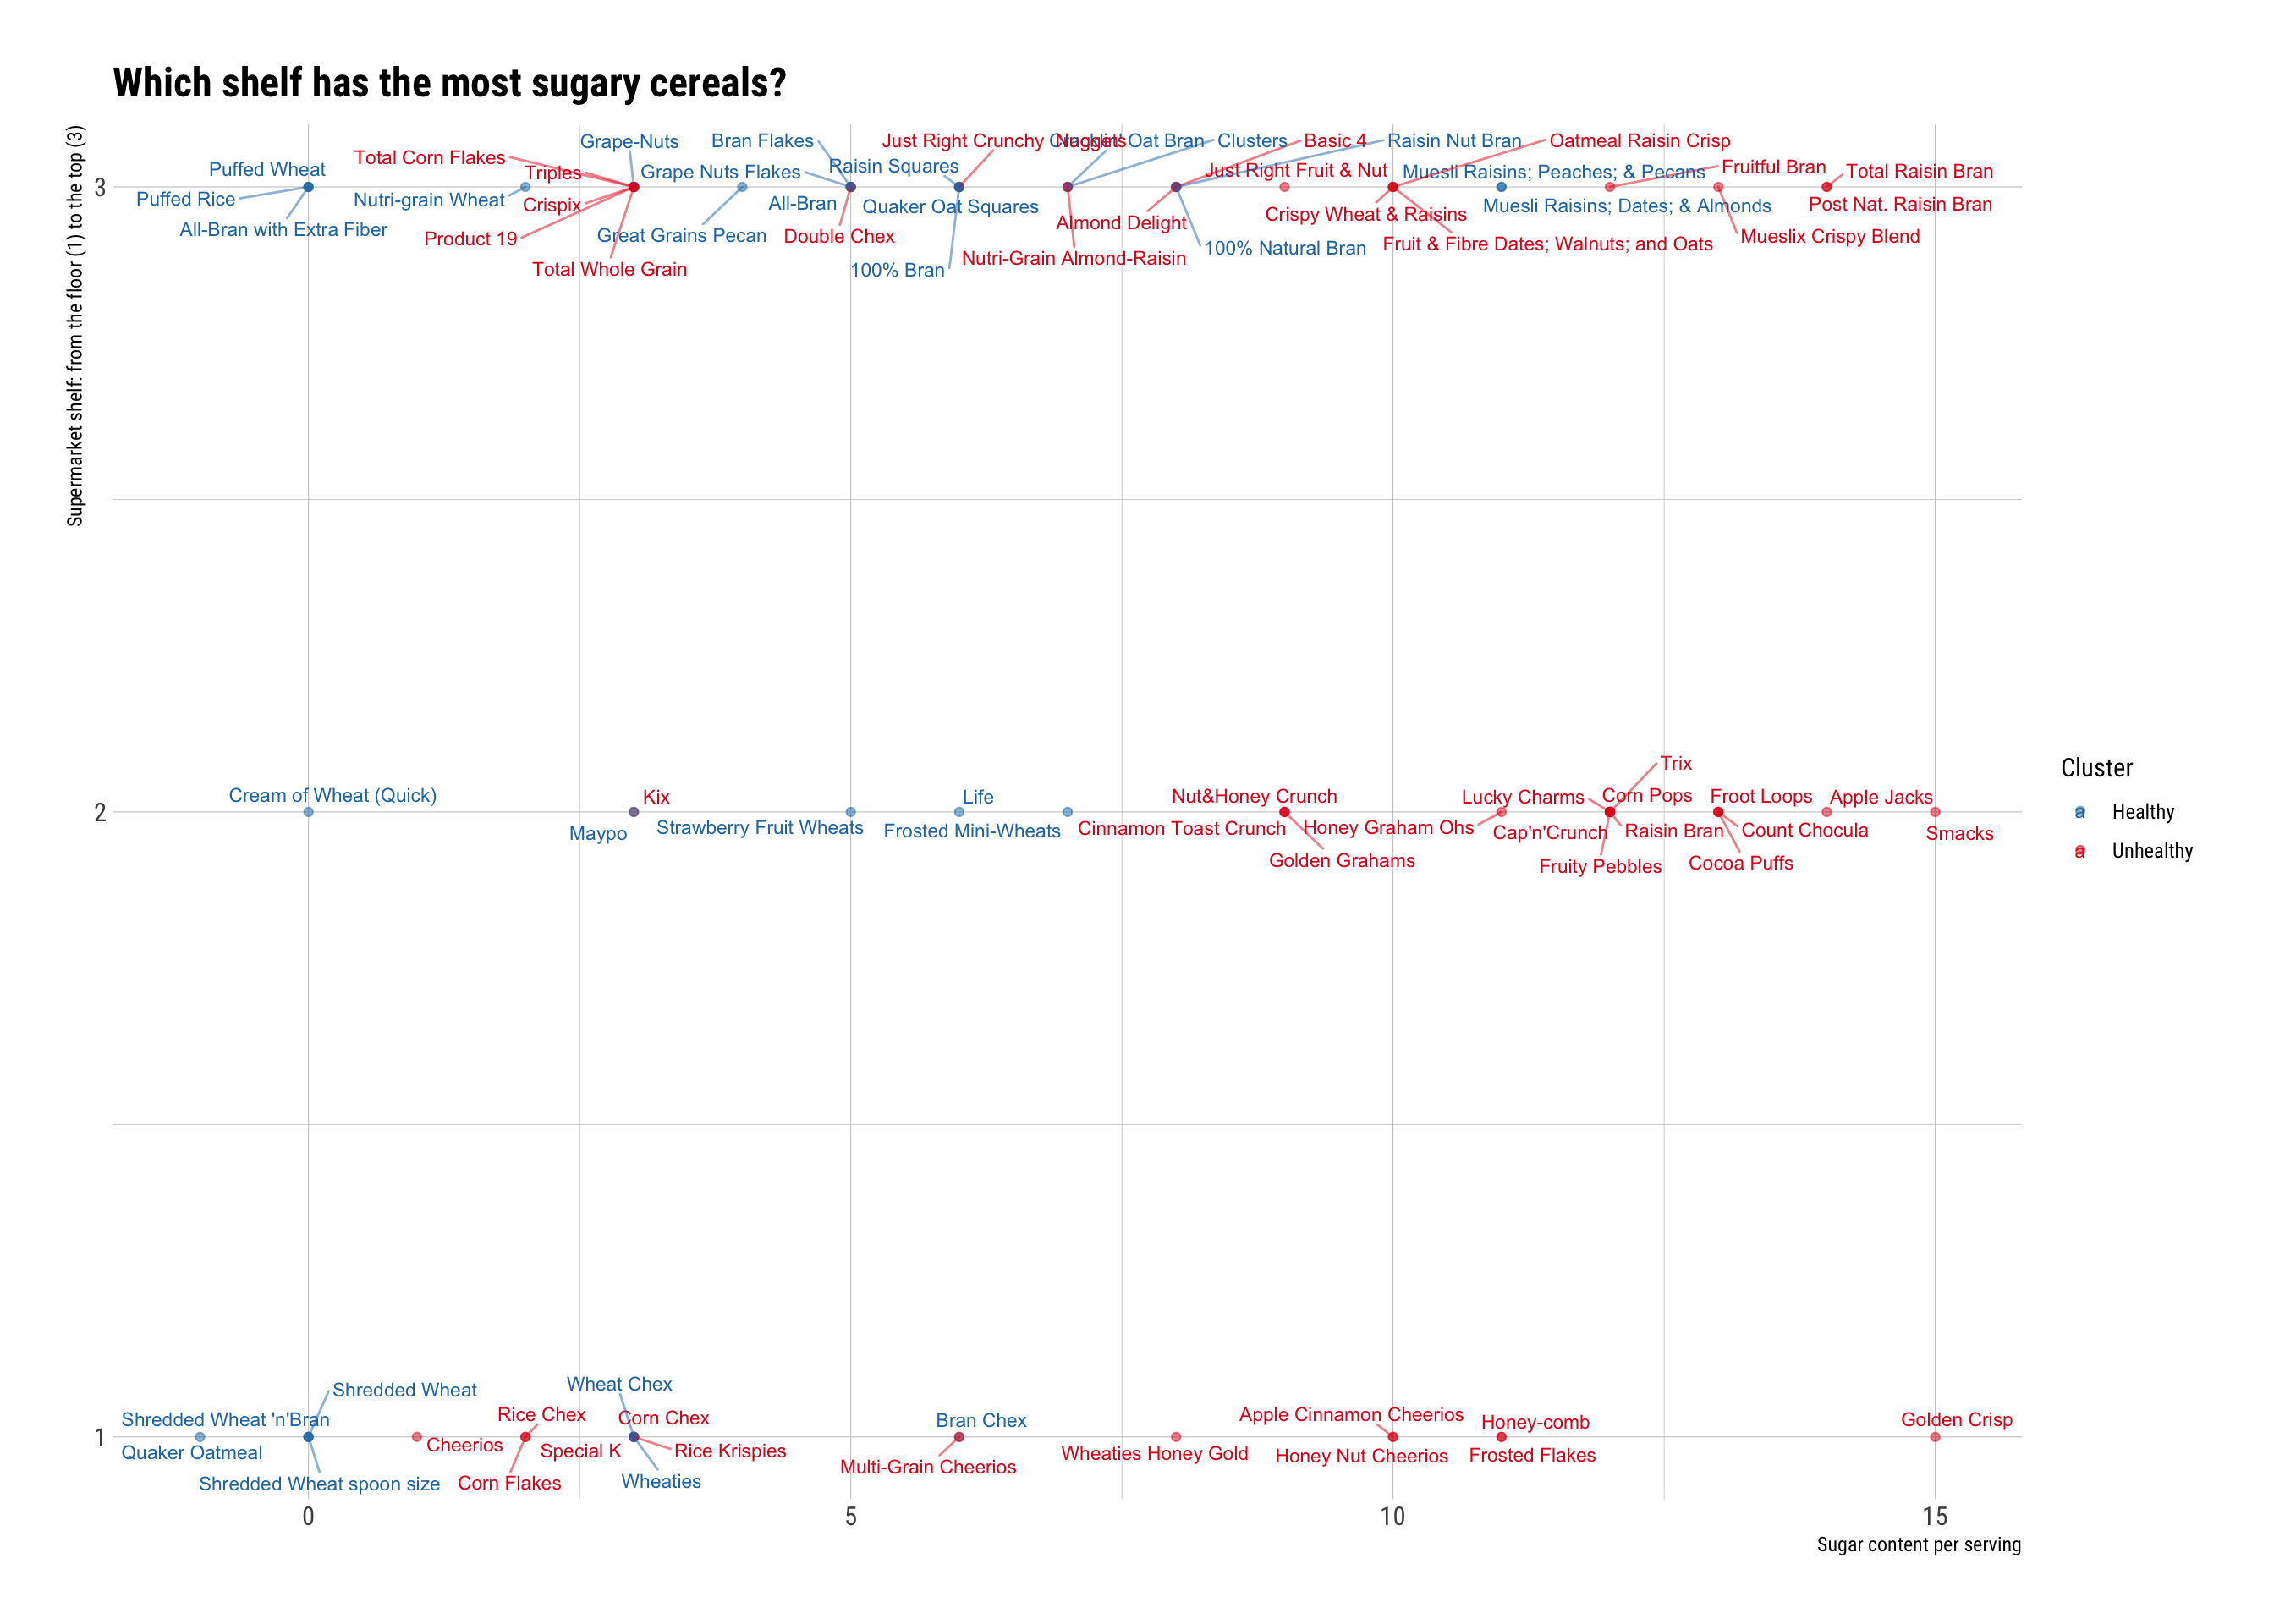 Which shelf has the most sugary cereals?
Supermarket shelf: from the floor (1) to the top (3)
3
Puffed Wheat
Puffed Rice
All-Bran with Extra Fiber
Total Corn Flakes
Nutri-grain Wheat
Triples
Crispix
Product 19
Total Whole Grain
Grape-Nuts
Grape Nuts Flakes
Great Grains Pecan
Bran Flakes
All-Bran
Double Chex
Raisin Squares
Quaker Oat Squares
100% Bran
Just Right Crunchy Nuggets
Cracklin' Oat Bran
Clusters
Nutri-Grain Almond-Raisin
Almond Delight
Basic 4
Raisin Nut Bran
100% Natural Bran
Just Right Fruit & Nut
Crispy Wheat & Raisins
Oatmeal Raisin Crisp
Fruit & Fibre Dates; Walnuts; and Oats
Muesli Raisins; Peaches; & Pecans
Muesli Raisins; Dates; & Almonds
Fruitful Bran
Mueslix Crispy Blend
Total Raisin Bran
Post Nat. Raisin Bran
2
Cream of Wheat (Quick)
Kix
Maypo
Strawberry Fruit Wheats
Life
Frosted Mini-Wheats
Nut&Honey Crunch
Cinnamon Toast Crunch
Golden Grahams
Lucky Charms
Honey Graham Ohs
Trix
Corn Pops
Cap'n'Crunch
Raisin Bran
Fruity Pebbles
Froot Loops
Count Chocula
Cocoa Puffs
Apple Jacks
Smacks
1
Shredded Wheat
Shredded Wheat 'n'Bran
Quaker Oatmeal
Shredded Wheat spoon size
Cheerios
Rice Chex
Corn Flakes
Wheat Chex
Corn Chex
Special K
Rice Krispies
Wheaties
Bran Chex
Multi-Grain Cheerios
Wheaties Honey Gold
Apple Cinnamon Cheerios
Honey Nut Cheerios
Honey-comb
Frosted Flakes
Golden Crisp
0
5
10
15
Sugar content per serving
Cluster
a Healthy
a Unhealthy